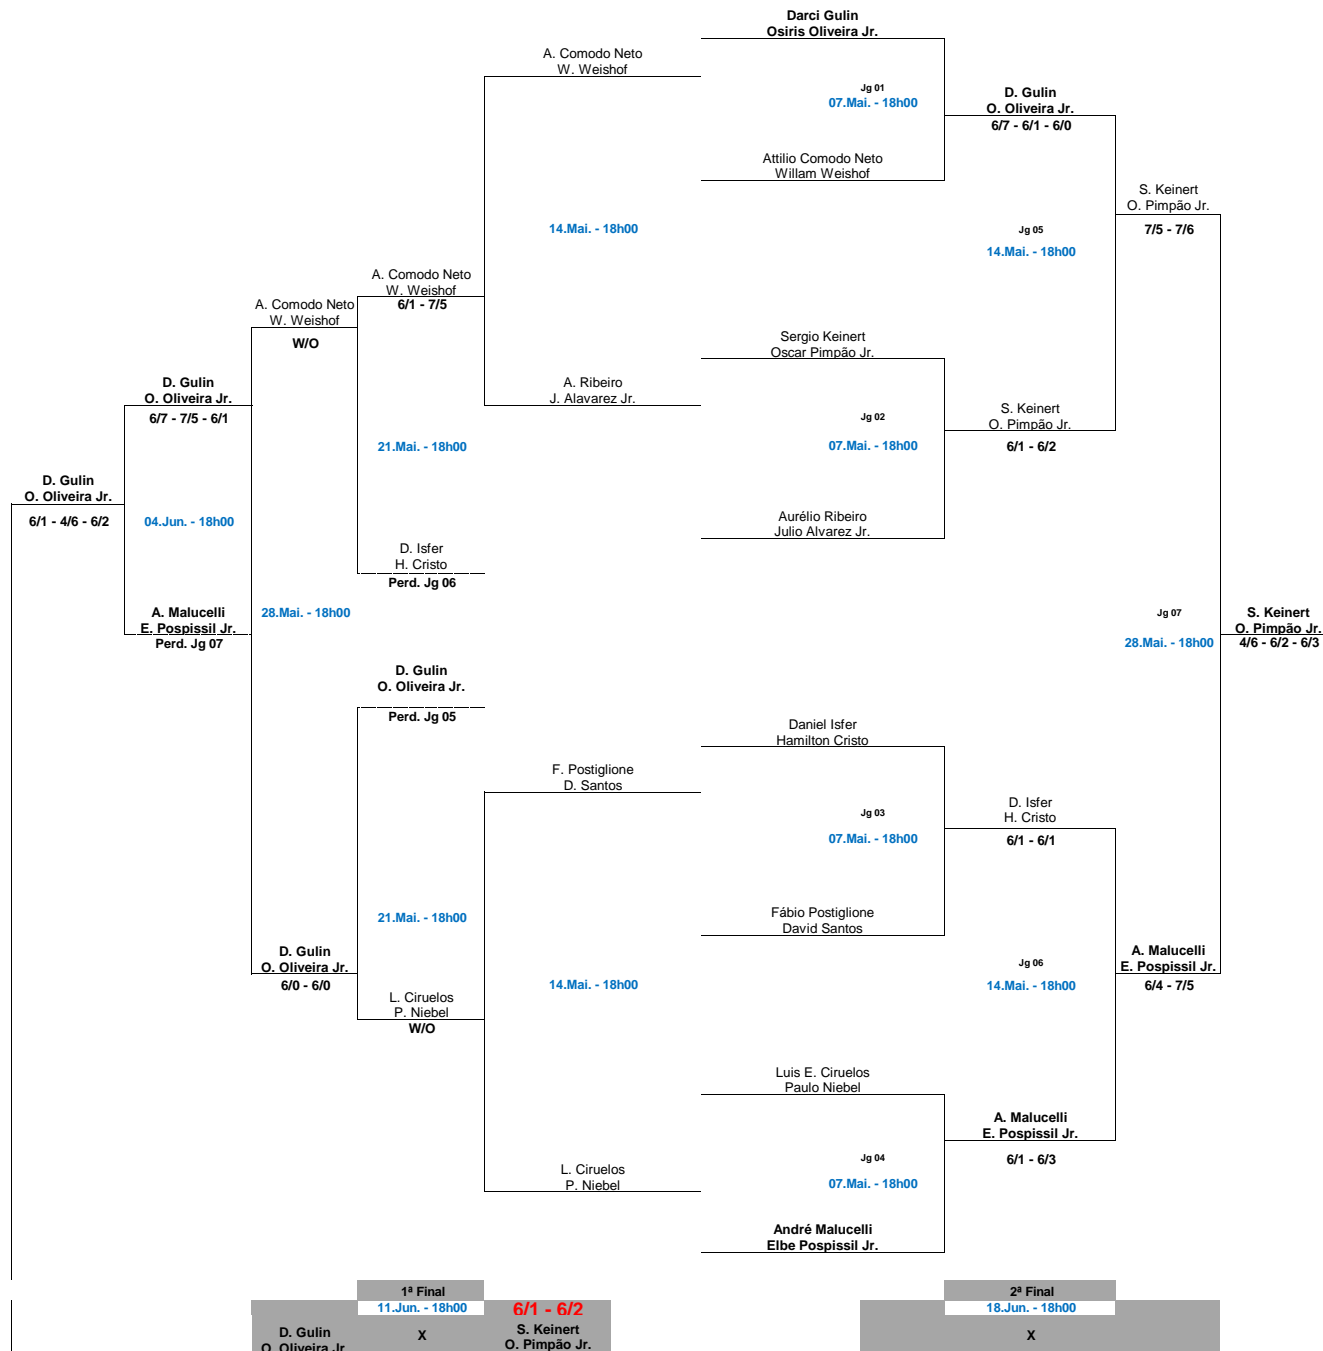 Darci Gulin
Osiris Oliveira Jr.
A. Comodo Neto
W. Weishof
Jg 01
07.Mai. - 18h00
D. Gulin
O. Oliveira Jr.
6/7 - 6/1 - 6/0
Attilio Comodo Neto
Willam Weishof
S. Keinert
O. Pimpão Jr.
7/5 - 7/6
14.Mai. - 18h00
Jg 05
14.Mai. - 18h00
A. Comodo Neto
W. Weishof
6/1 - 7/5
A. Comodo Neto
W. Weishof
W/O
Sergio Keinert
Oscar Pimpão Jr.
D. Gulin
O. Oliveira Jr.
6/7 - 7/5 - 6/1
A. Ribeiro
J. Alavarez Jr.
Jg 02
07.Mai. - 18h00
S. Keinert
O. Pimpão Jr.
6/1 - 6/2
21.Mai. - 18h00
D. Gulin
O. Oliveira Jr.
6/1 - 4/6 - 6/2
04.Jun. - 18h00
Aurélio Ribeiro
Julio Alvarez Jr.
D. Isfer
H. Cristo
Perd. Jg 06
A. Malucelli
E. Pospissil Jr.
Perd. Jg 07
28.Mai. - 18h00
Jg 07
28.Mai. - 18h00
S. Keinert
O. Pimpão Jr.
4/6 - 6/2 - 6/3
D. Gulin
O. Oliveira Jr.
Perd. Jg 05
Daniel Isfer
Hamilton Cristo
F. Postiglione
D. Santos
Jg 03
07.Mai. - 18h00
D. Isfer
H. Cristo
6/1 - 6/1
21.Mai. - 18h00
Fábio Postiglione
David Santos
D. Gulin
O. Oliveira Jr.
6/0 - 6/0
14.Mai. - 18h00
Jg 06
14.Mai. - 18h00
A. Malucelli
E. Pospissil Jr.
6/4 - 7/5
L. Ciruelos
P. Niebel
W/O
Luis E. Ciruelos
Paulo Niebel
A. Malucelli
E. Pospissil Jr.
6/1 - 6/3
L. Ciruelos
P. Niebel
Jg 04
07.Mai. - 18h00
André Malucelli
Elbe Pospissil Jr.
1ª Final
11.Jun. - 18h00
6/1 - 6/2
D. Gulin
O. Oliveira Jr.
X
S. Keinert
O. Pimpão Jr.
2ª Final
18.Jun. - 18h00
X